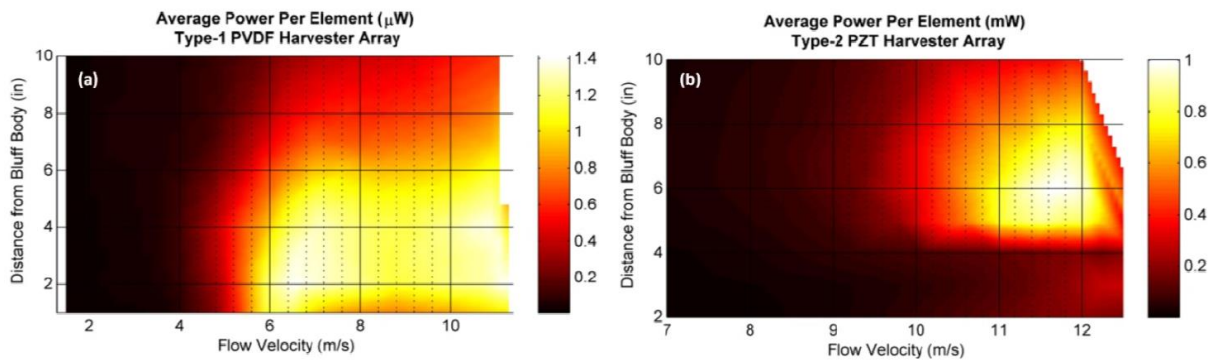 Average Power Per Element (μW)
Type-1 PVDF Harvester Array
(a)
Distance from Bluff Body (in)
10
8
6
4
2
2 4 6 8 10
Flow Velocity (m/s)
1.4
1.2
1
0.8
0.6
0.4
0.2
Average Power Per Element (mW)
Type-2 PZT Harvester Array
(b)
Distance from Bluff Body (in)
10
8
6
4
2
7 8 9 10 11 12
Flow Velocity (m/s)
1
0.8
0.6
0.4
0.2